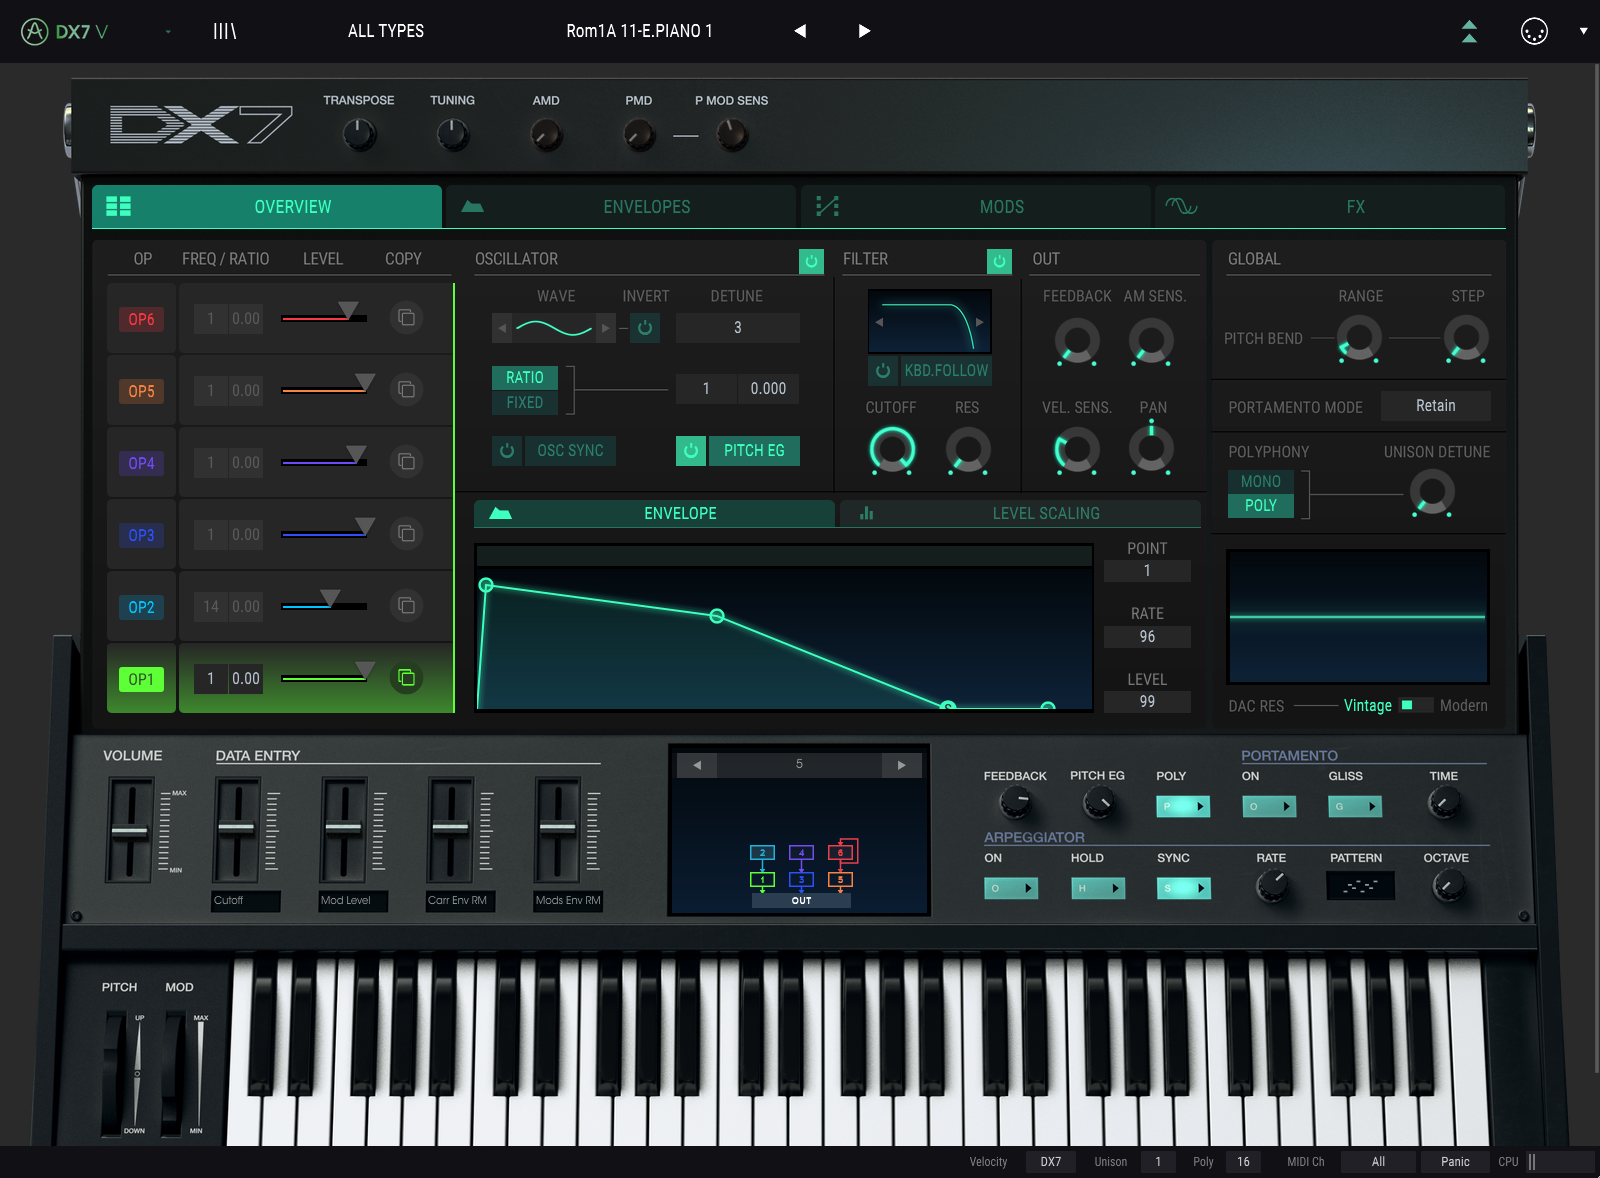 DX7 V
ALL TYPES
Rom1A 11-E.PIANO 1
DX7
TRANSPOSE TUNING AMD PMD P MOD SENS
OVERVIEW ENVELOPES MODS FX
OP FREQ / RATIO LEVEL COPY
OSCILLATOR FILTER OUT GLOBAL
OP6 1 0.00
OP5 1 0.00
OP4 1 0.00
OP3 1 0.00
OP2 14 0.00
OP1 1 0.00
WAVE INVERT DETUNE
3
RATIO
FIXED
1 0.000
OSC SYNC PITCH EG
KBD.FOLLOW
CUTOFF RES
FEEDBACK AM SENS.
VEL. SENS. PAN
RANGE STEP
PITCH BEND
PORTAMENTO MODE Retain
POLYPHONY UNISON DETUNE
MONO
POLY
ENVELOPE LEVEL SCALING
POINT
1
RATE
96
LEVEL
99
DAC RES Vintage Modern
VOLUME DATA ENTRY
MAX
MIN
Cutoff Mod Level Carr Env RM Mods Env RM
5
2 4 6
1 3 5
OUT
PORTAMENTO
FEEDBACK PITCH EG POLY ON GLISS TIME
P O G
ARPEGGIATOR
ON HOLD SYNC RATE PATTERN OCTAVE
O H S
PITCH MOD
UP MAX
DOWN MIN
Velocity DX7 Unison 1 Poly 16 MIDI Ch All Panic CPU